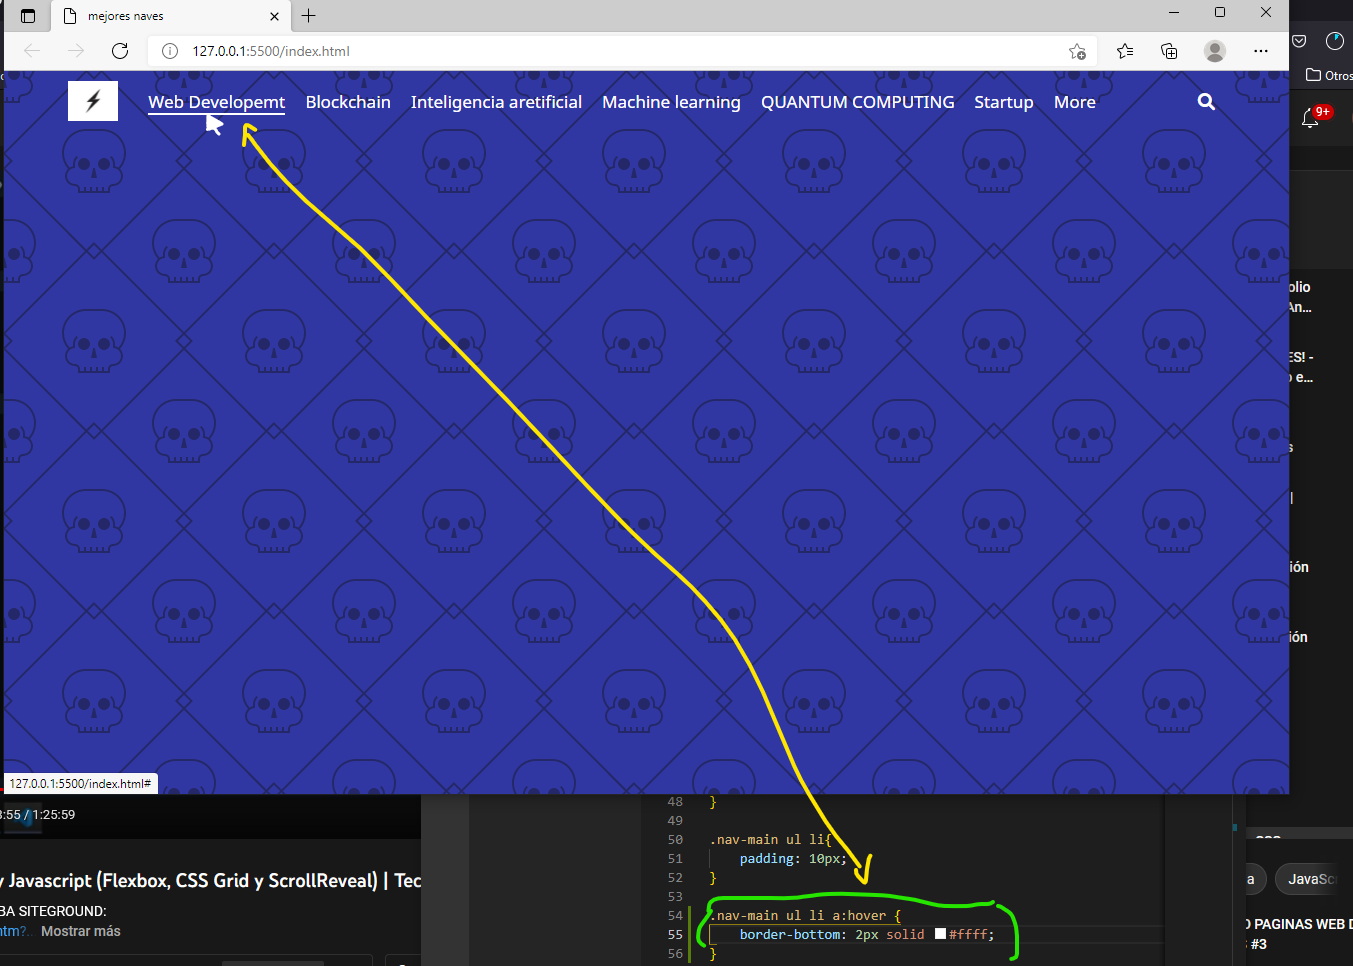 mejores naves
127.0.0.1:5500/index.html
Otros
Web Developemt Blockchain Inteligencia aretificial Machine learning QUANTUM COMPUTING Startup More
9+
127.0.0.1:5500/index.html#
:55 / 1:25:59
y Javascript (Flexbox, CSS Grid y ScrollReveal) | Tec
BA SITEGROUND:
htm?... Mostrar más
48 }
49
50 .nav-main ul li{
51 padding: 10px;
52 }
53
54 .nav-main ul li a:hover {
55 border-bottom: 2px solid #ffff;
56 }
olio
An...
ES! -
o e...
ión
ión
a JavaSc
O PAGINAS WEB D
#3